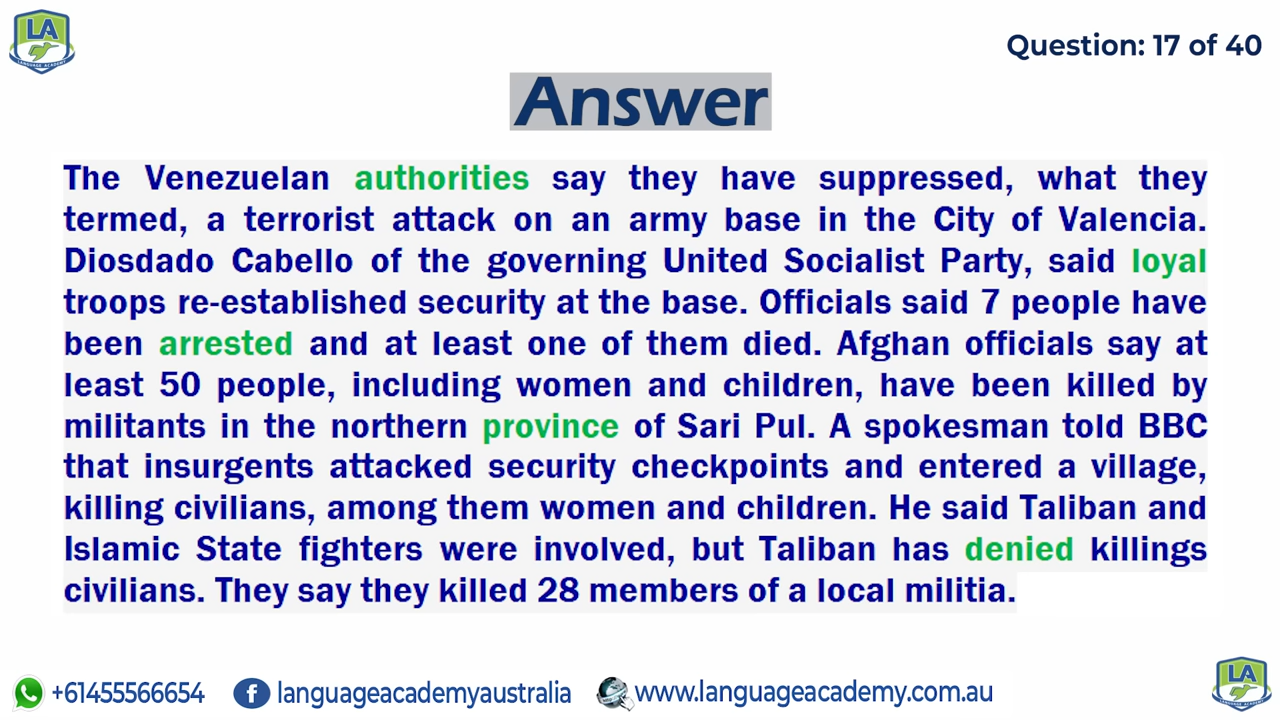 LA
LANGUAGE ACADEMY
Question: 17 of 40
Answer
The Venezuelan authorities say they have suppressed, what they
termed, a terrorist attack on an army base in the City of Valencia.
Diosdado Cabello of the governing United Socialist Party, said loyal
troops re-established security at the base. Officials said 7 people have
been arrested and at least one of them died. Afghan officials say at
least 50 people, including women and children, have been killed by
militants in the northern province of Sari Pul. A spokesman told BBC
that insurgents attacked security checkpoints and entered a village,
killing civilians, among them women and children. He said Taliban and
Islamic State fighters were involved, but Taliban has denied killings
civilians. They say they killed 28 members of a local militia.
+61455566654
languageacademyaustralia
www.languageacademy.com.au
LA
LANGUAGE ACADEMY